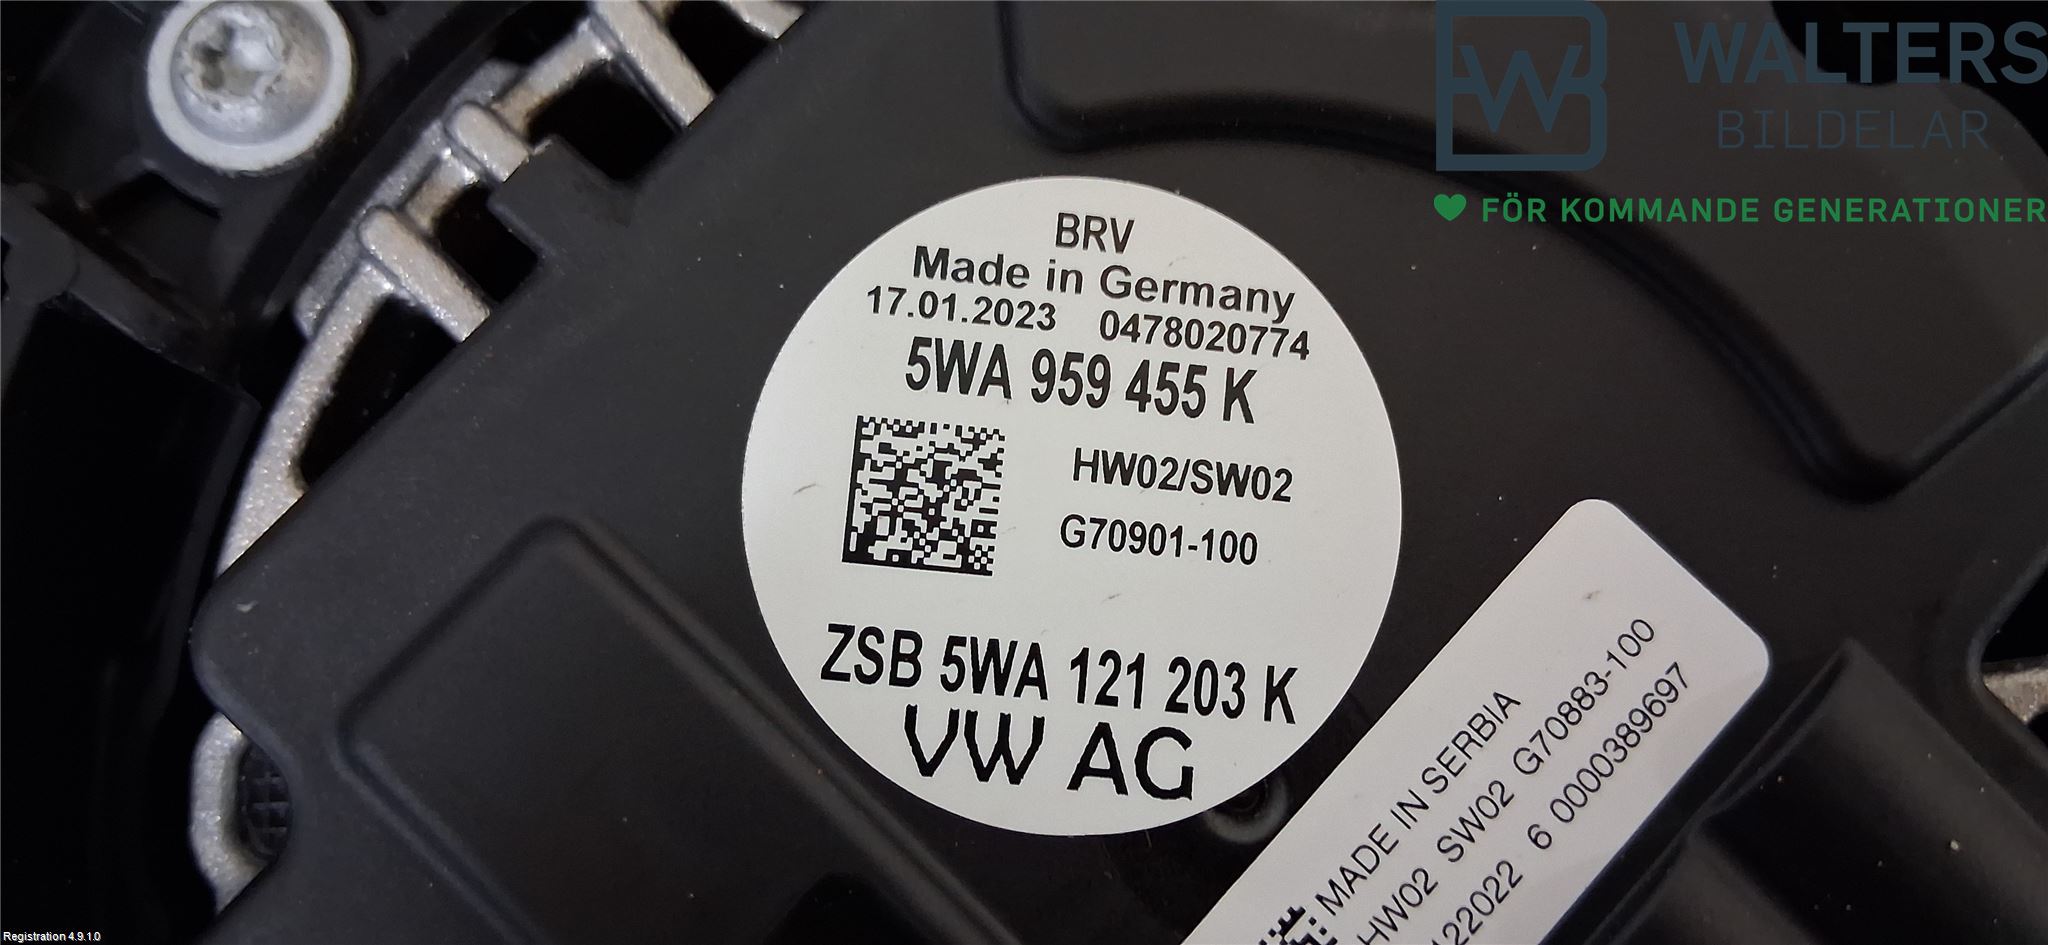 WALTERS
BILDELAR
FÖR KOMMANDE GENERATIONER
BRV
Made in Germany
17.01.2023 0478020774
5WA 959 455 K
HW02/SW02
G70901-100
ZSB 5WA 121 203 K
VW AG
MADE IN SERBIA
HW02 SW02 G70883-100
122022 6 0000389697
Registration 4.9.1.0